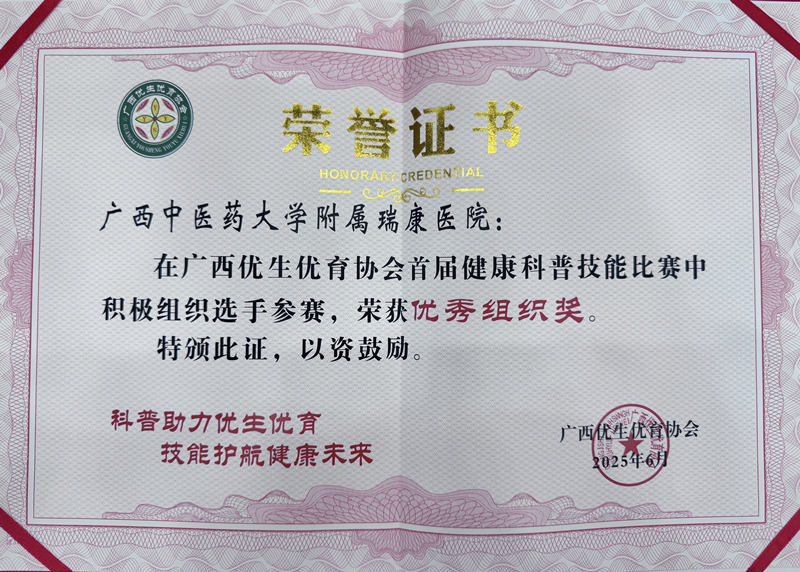 广西优生优育协会
GUANGXI YOUSHENG YOUYU XIEHUI
荣誉证书
HONORARY CREDENTIAL
广西中医药大学附属瑞康医院：
在广西优生优育协会首届健康科普技能比赛中
积极组织选手参赛，荣获优秀组织奖。
特颁此证，以资鼓励。
科普助力优生优育
技能护航健康未来
广西优生优育协会
2025年6月